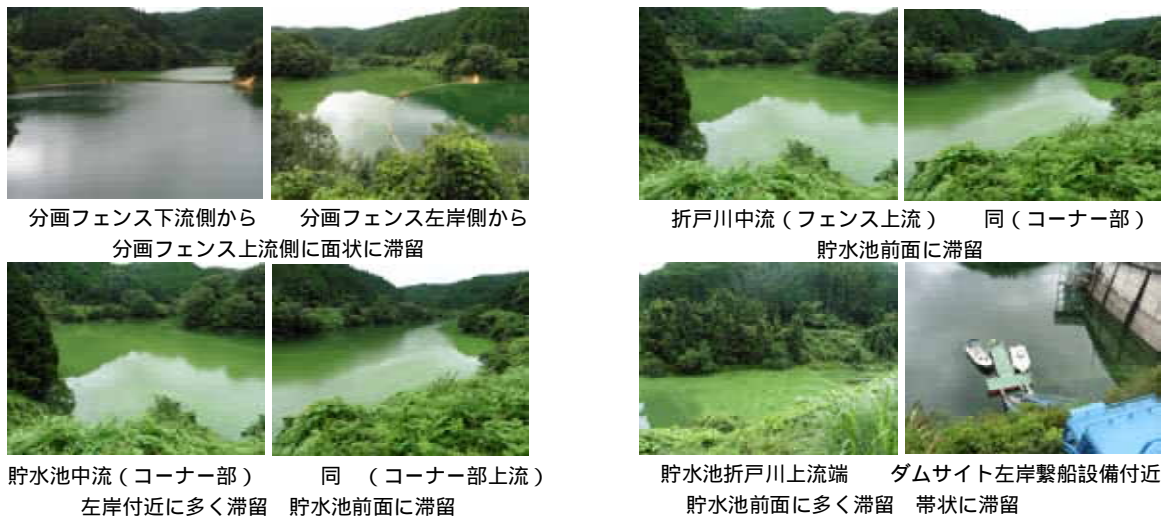 分画フェンス下流側から 分画フェンス左岸側から
分画フェンス上流側に面状に滞留
折戸川中流（フェンス上流） 同（コーナー部）
貯水池前面に滞留
貯水池中流（コーナー部） 同 （コーナー部上流）
左岸付近に多く滞留 貯水池前面に滞留
貯水池折戸川上流端 ダムサイト左岸繋船設備付近
貯水池前面に多く滞留 帯状に滞留